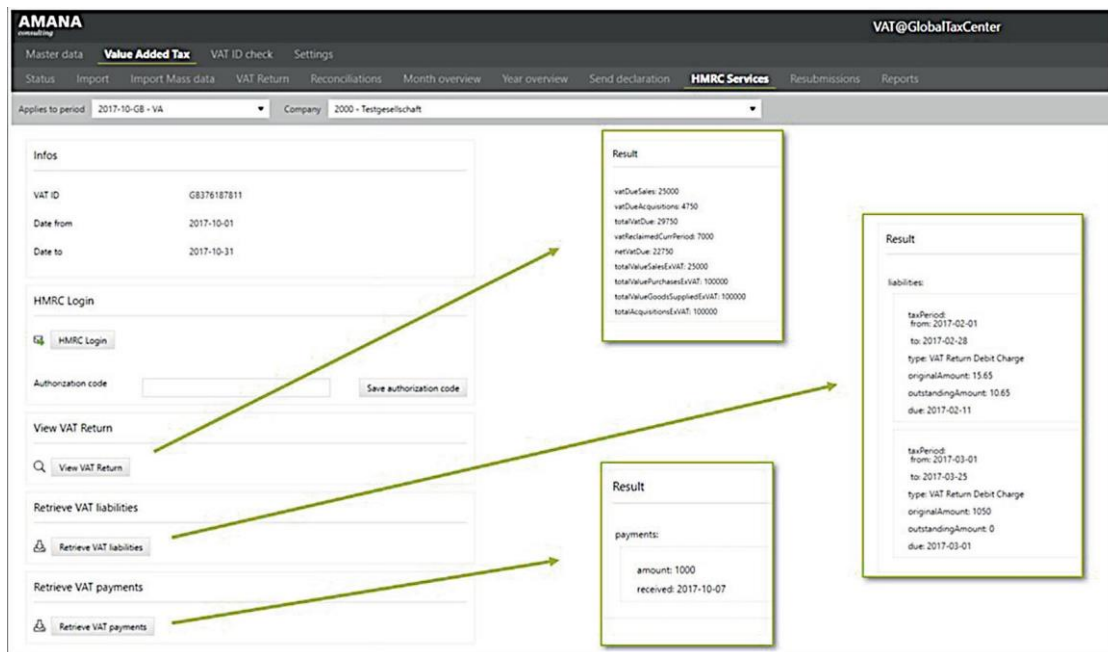 AMANA
consulting
VAT@GlobalTaxCenter
Master data Value Added Tax VAT ID check Settings
Status Import Import Mass data VAT Return Reconciliations Month overview Year overview Send declaration HMRC Services Resubmissions Reports
Applies to period 2017-10-GB - VA Company 2000 - Testgesellschaft
Infos
VAT ID GB376187811
Date from 2017-10-01
Date to 2017-10-31
HMRC Login
HMRC Login
Authorization code Save authorization code
View VAT Return
View VAT Return
Retrieve VAT liabilities
Retrieve VAT liabilities
Retrieve VAT payments
Retrieve VAT payments
Result
vatDueSales: 25000
vatDueAcquisitions: 4750
totalVatDue: 29750
vatReclaimedCurrPeriod: 7000
netVatDue: 22750
totalValueSalesExVAT: 25000
totalValuePurchasesExVAT: 100000
totalValueGoodsSuppliedExVAT: 100000
totalAcquisitionsExVAT: 100000
Result
payments:
amount: 1000
received: 2017-10-07
Result
liabilities:
taxPeriod:
from: 2017-02-01
to: 2017-02-28
type: VAT Return Debit Charge
originalAmount: 15.65
outstandingAmount: 10.65
due: 2017-02-11
taxPeriod:
from: 2017-03-01
to: 2017-03-25
type: VAT Return Debit Charge
originalAmount: 1050
outstandingAmount: 0
due: 2017-03-01